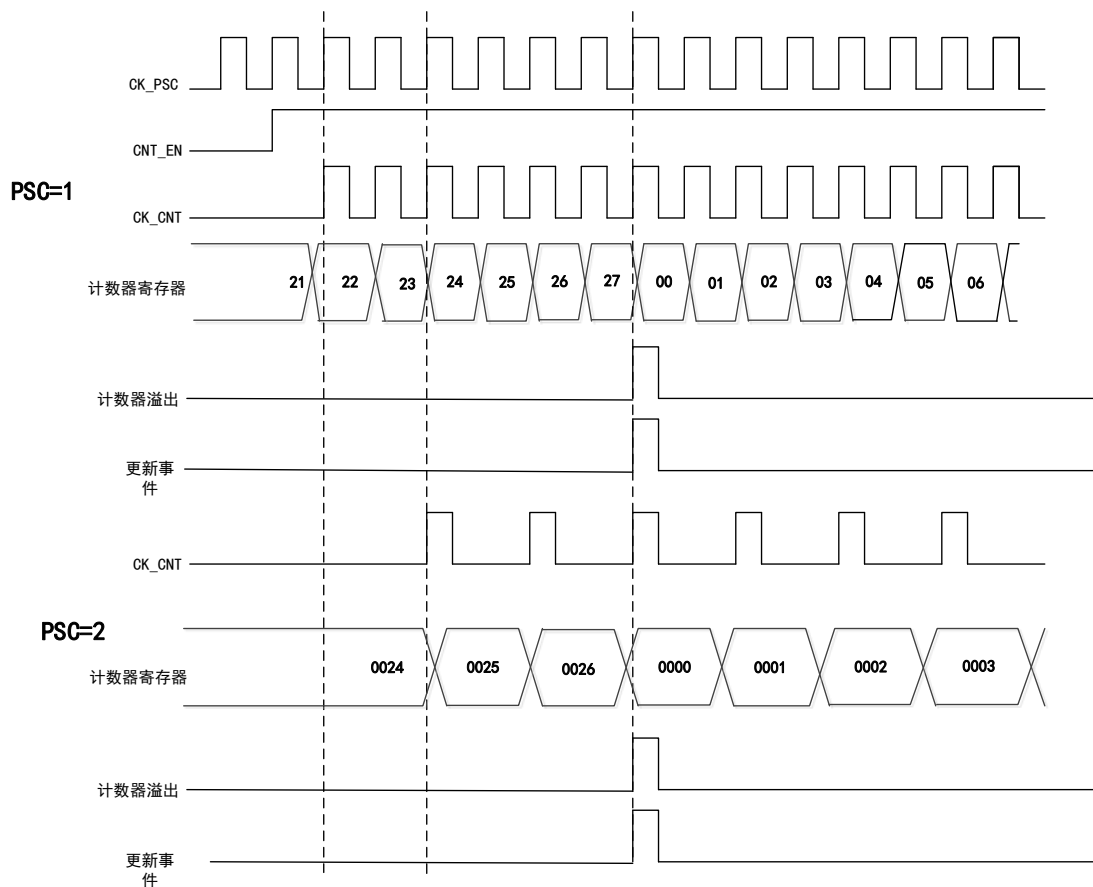 CK_PSC
CNT_EN
PSC=1
CK_CNT
计数器寄存器
21 22 23 24 25 26 27 00 01 02 03 04 05 06
计数器溢出
更新事
件
CK_CNT
PSC=2
计数器寄存器
0024 0025 0026 0000 0001 0002 0003
计数器溢出
更新事
件